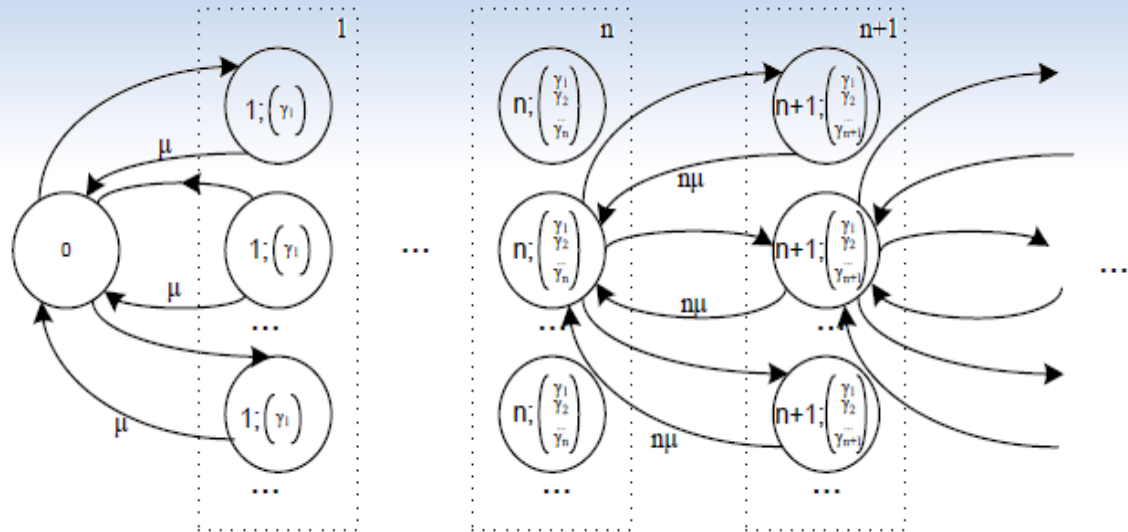 1 n n+1
1;(γ1) n;(γ1 γ2 ... γn) n+1;(γ1 γ2 ... γn+1)
μ nμ
0 1;(γ1) ... n;(γ1 γ2 ... γn) n+1;(γ1 γ2 ... γn+1) ...
μ nμ
... ... ...
1;(γ1) n;(γ1 γ2 ... γn) n+1;(γ1 γ2 ... γn+1)
μ nμ
... ... ...